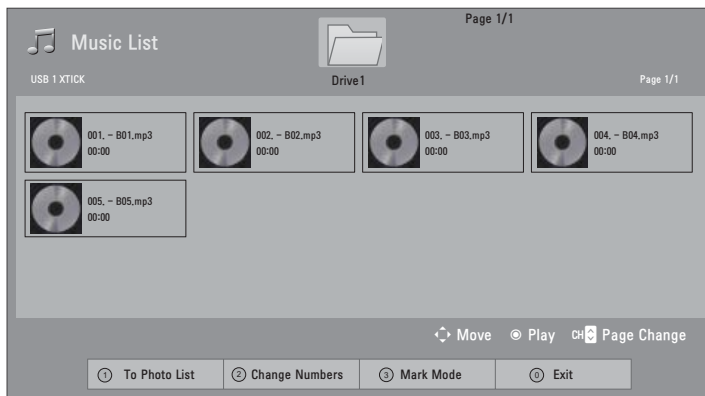 Page 1/1
Music List
USB 1 XTICK
Drive1
Page 1/1
001. - B01.mp3
00:00
002. - B02.mp3
00:00
003. - B03.mp3
00:00
004. - B04.mp3
00:00
005. - B05.mp3
00:00
Move Play CH Page Change
1 To Photo List 2 Change Numbers 3 Mark Mode 0 Exit